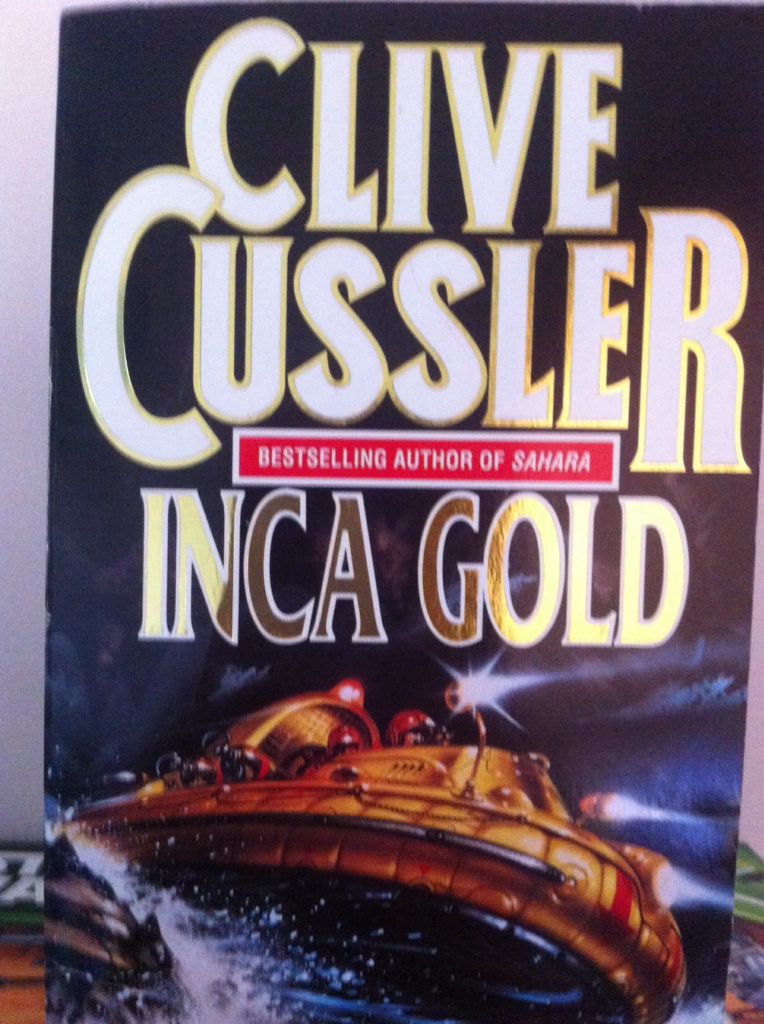 CLIVE
CUSSLER
BESTSELLING AUTHOR OF SAHARA
INCA GOLD